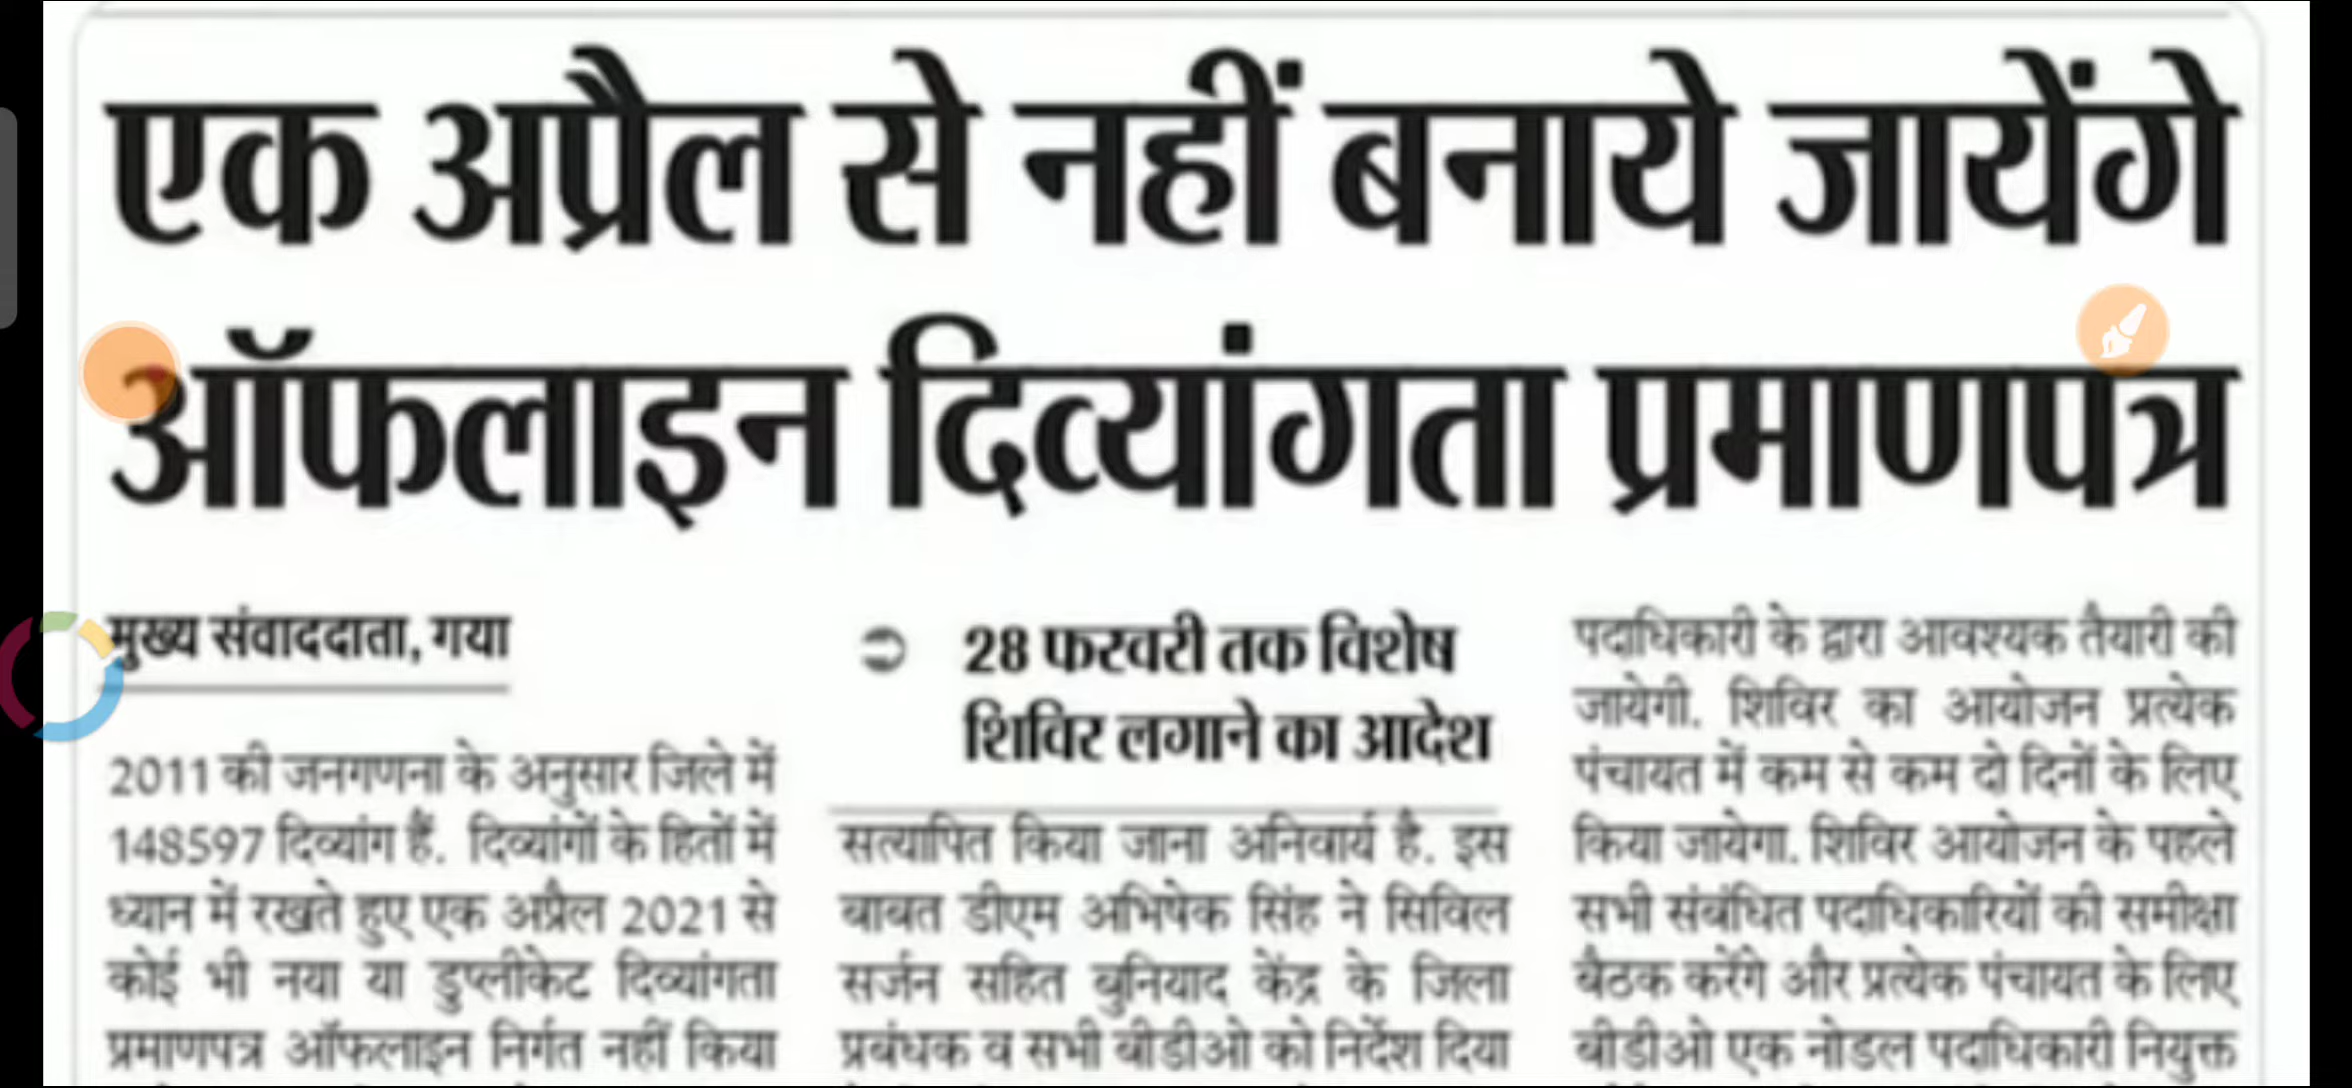 एक अप्रैल से नहीं बनाये जायेंगे
ऑफलाइन दिव्यांगता प्रमाणपत्र
मुख्य संवाददाता, गया
2011 की जनगणना के अनुसार जिले में
148597 दिव्यांग हैं. दिव्यांगों के हितों में
ध्यान में रखते हुए एक अप्रैल 2021 से
कोई भी नया या डुप्लीकेट दिव्यांगता
प्रमाणपत्र ऑफलाइन निर्गत नहीं किया
28 फरवरी तक विशेष
शिविर लगाने का आदेश
सत्यापित किया जाना अनिवार्य है. इस
बाबत डीएम अभिषेक सिंह ने सिविल
सर्जन सहित बुनियाद केंद्र के जिला
प्रबंधक व सभी बीडीओ को निर्देश दिया
पदाधिकारी के द्वारा आवश्यक तैयारी की
जायेगी. शिविर का आयोजन प्रत्येक
पंचायत में कम से कम दो दिनों के लिए
किया जायेगा. शिविर आयोजन के पहले
सभी संबंधित पदाधिकारियों की समीक्षा
बैठक करेंगे और प्रत्येक पंचायत के लिए
बीडीओ एक नोडल पदाधिकारी नियुक्त